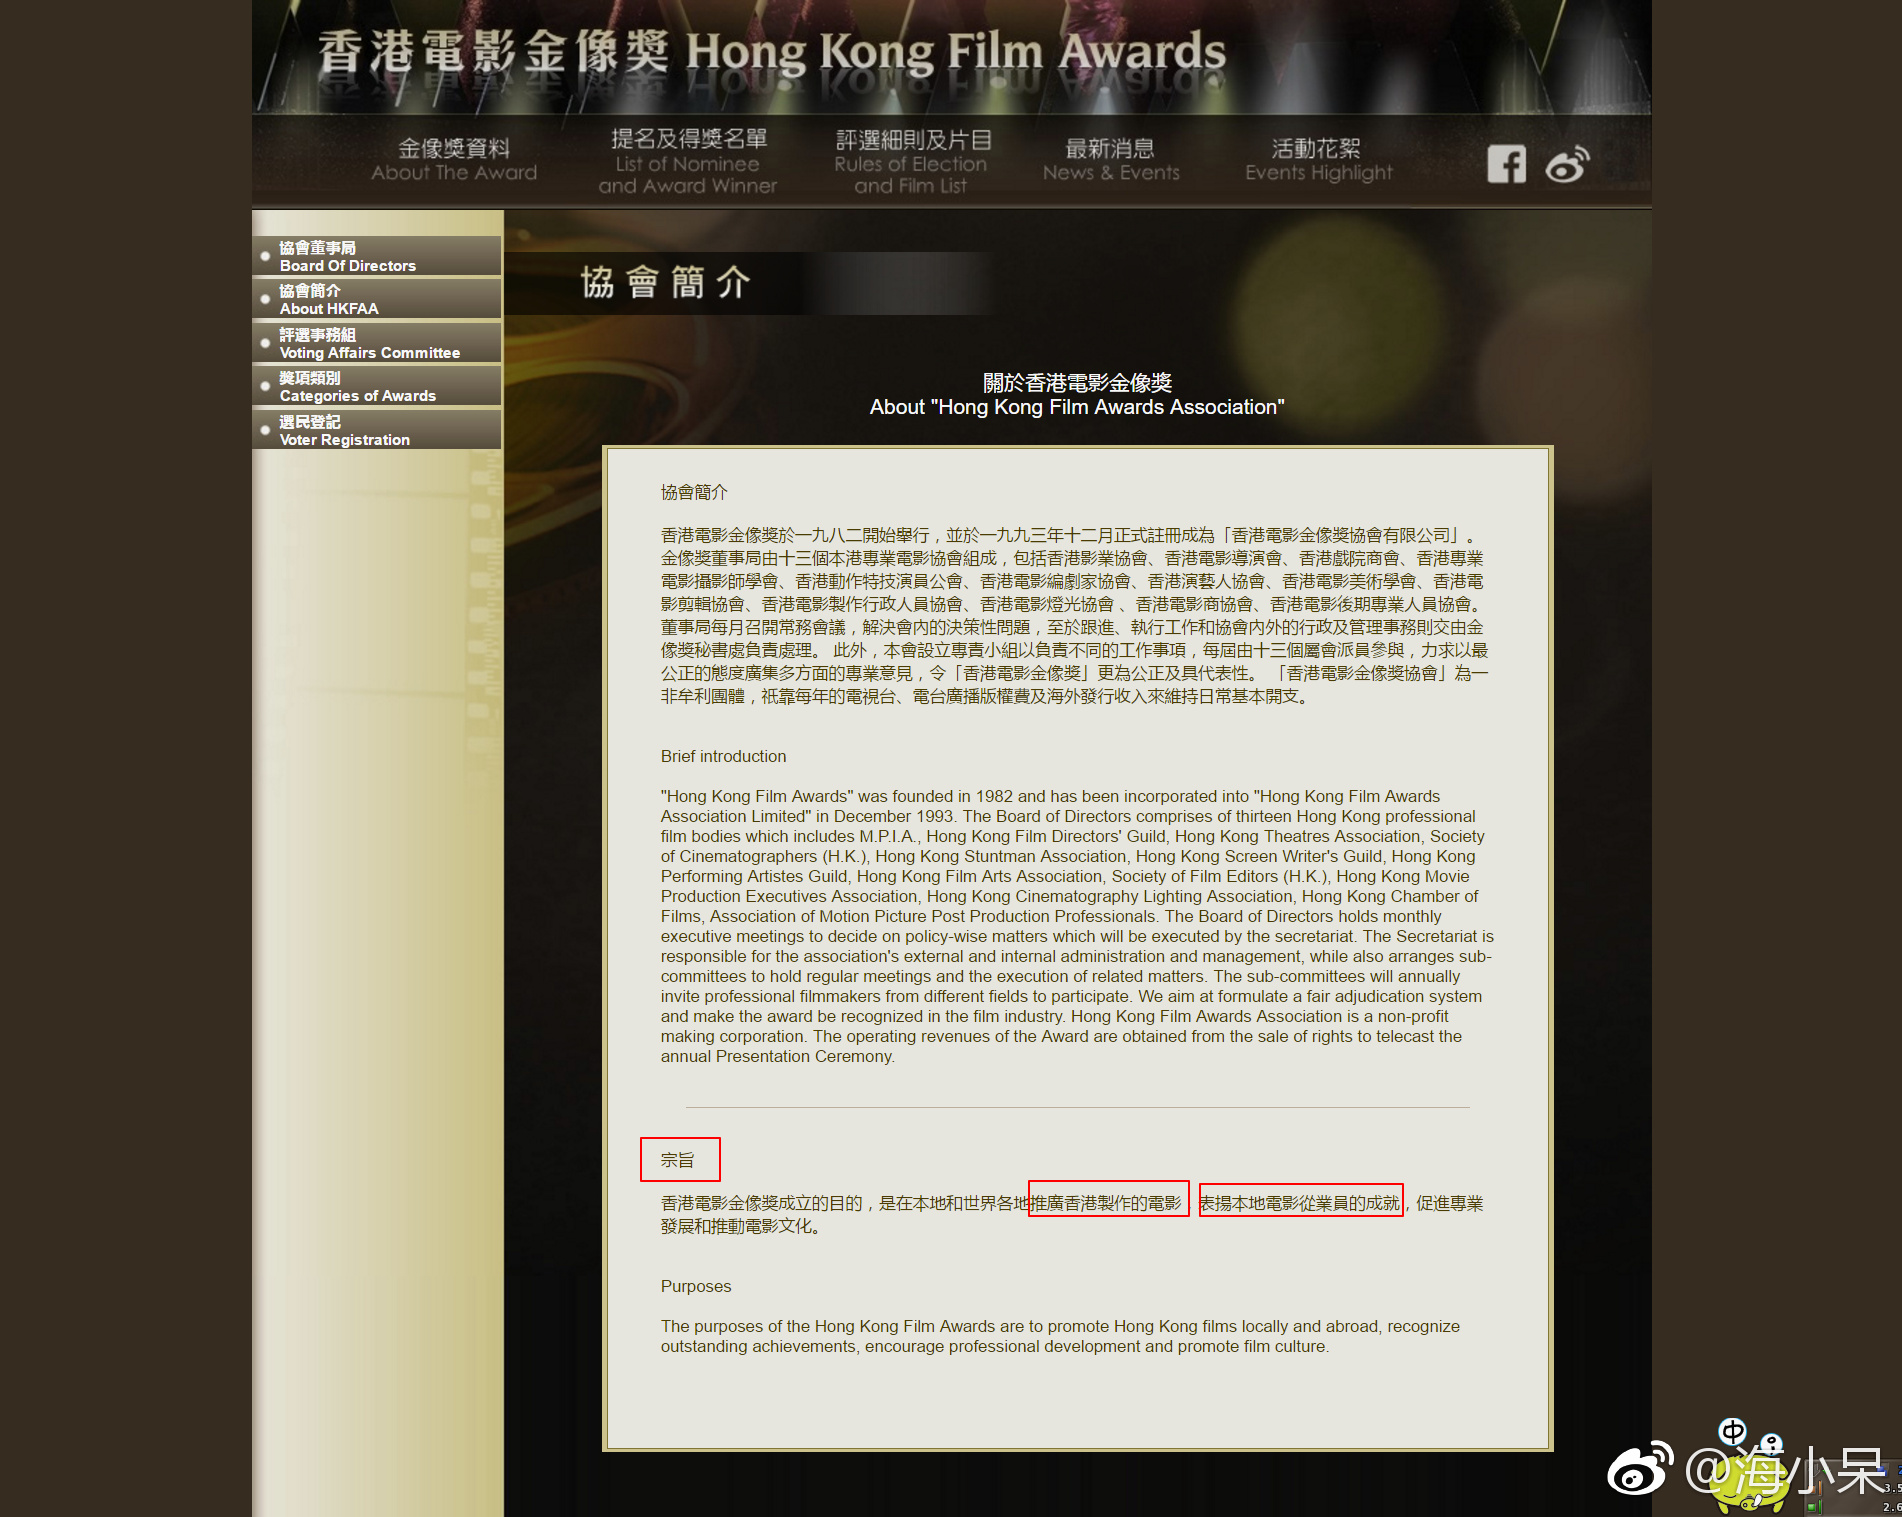 香港電影金像獎 Hong Kong Film Awards
金像獎資料
About The Award
提名及得獎名單
List of Nominee
and Award Winner
評選細則及片目
Rules of Election
and Film List
最新消息
News & Events
活動花絮
Events Highlight
協會董事局
Board Of Directors
協會簡介
About HKFAA
評選事務組
Voting Affairs Committee
獎項類別
Categories of Awards
選民登記
Voter Registration
協會簡介
關於香港電影金像獎
About "Hong Kong Film Awards Association"
協會簡介
香港電影金像獎於一九八二開始舉行，並於一九九三年十二月正式註冊成為「香港電影金像獎協會有限公司」。
金像獎董事局由十三個本港專業電影協會組成，包括香港影業協會、香港電影導演會、香港戲院商會、香港專業
電影攝影師學會、香港動作特技演員公會、香港電影編劇家協會、香港演藝人協會、香港電影美術學會、香港電
影剪輯協會、香港電影製作行政人員協會、香港電影燈光協會 、香港電影商協會、香港電影後期專業人員協會。
董事局每月召開常務會議，解決會內的決策性問題，至於跟進、執行工作和協會內外的行政及管理事務則交由金
像獎秘書處負責處理。 此外，本會設立專責小組以負責不同的工作事項，每屆由十三個屬會派員參與，力求以最
公正的態度廣集多方面的專業意見，令「香港電影金像獎」更為公正及具代表性。 「香港電影金像獎協會」為一
非牟利團體，祇靠每年的電視台、電台廣播版權費及海外發行收入來維持日常基本開支。
Brief introduction
"Hong Kong Film Awards" was founded in 1982 and has been incorporated into "Hong Kong Film Awards
Association Limited" in December 1993. The Board of Directors comprises of thirteen Hong Kong professional
film bodies which includes M.P.I.A., Hong Kong Film Directors' Guild, Hong Kong Theatres Association, Society
of Cinematographers (H.K.), Hong Kong Stuntman Association, Hong Kong Screen Writer's Guild, Hong Kong
Performing Artistes Guild, Hong Kong Film Arts Association, Society of Film Editors (H.K.), Hong Kong Movie
Production Executives Association, Hong Kong Cinematography Lighting Association, Hong Kong Chamber of
Films, Association of Motion Picture Post Production Professionals. The Board of Directors holds monthly
executive meetings to decide on policy-wise matters which will be executed by the secretariat. The Secretariat is
responsible for the association's external and internal administration and management, while also arranges sub-
committees to hold regular meetings and the execution of related matters. The sub-committees will annually
invite professional filmmakers from different fields to participate. We aim at formulate a fair adjudication system
and make the award be recognized in the film industry. Hong Kong Film Awards Association is a non-profit
making corporation. The operating revenues of the Award are obtained from the sale of rights to telecast the
annual Presentation Ceremony.
宗旨
香港電影金像獎成立的目的，是在本地和世界各地推廣香港製作的電影，表揚本地電影從業員的成就，促進專業
發展和推動電影文化。
Purposes
The purposes of the Hong Kong Film Awards are to promote Hong Kong films locally and abroad, recognize
outstanding achievements, encourage professional development and promote film culture.
中
@海小呆
3.5
2.6